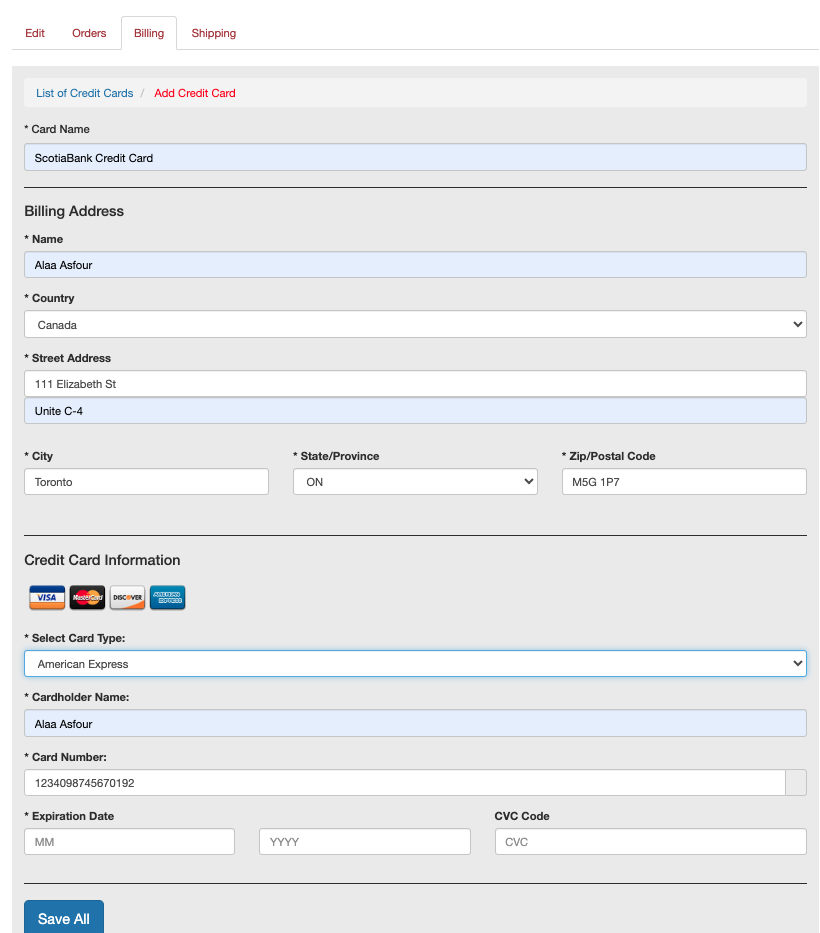 Edit Orders Billing Shipping
List of Credit Cards / Add Credit Card
* Card Name
ScotiaBank Credit Card
Billing Address
* Name
Alaa Asfour
* Country
Canada
* Street Address
111 Elizabeth St
Unite C-4
* City * State/Province * Zip/Postal Code
Toronto ON M5G 1P7
Credit Card Information
VISA MasterCard DISCOVER AMERICAN EXPRESS
* Select Card Type:
American Express
* Cardholder Name:
Alaa Asfour
* Card Number:
1234098745670192
* Expiration Date CVC Code
MM YYYY CVC
Save All